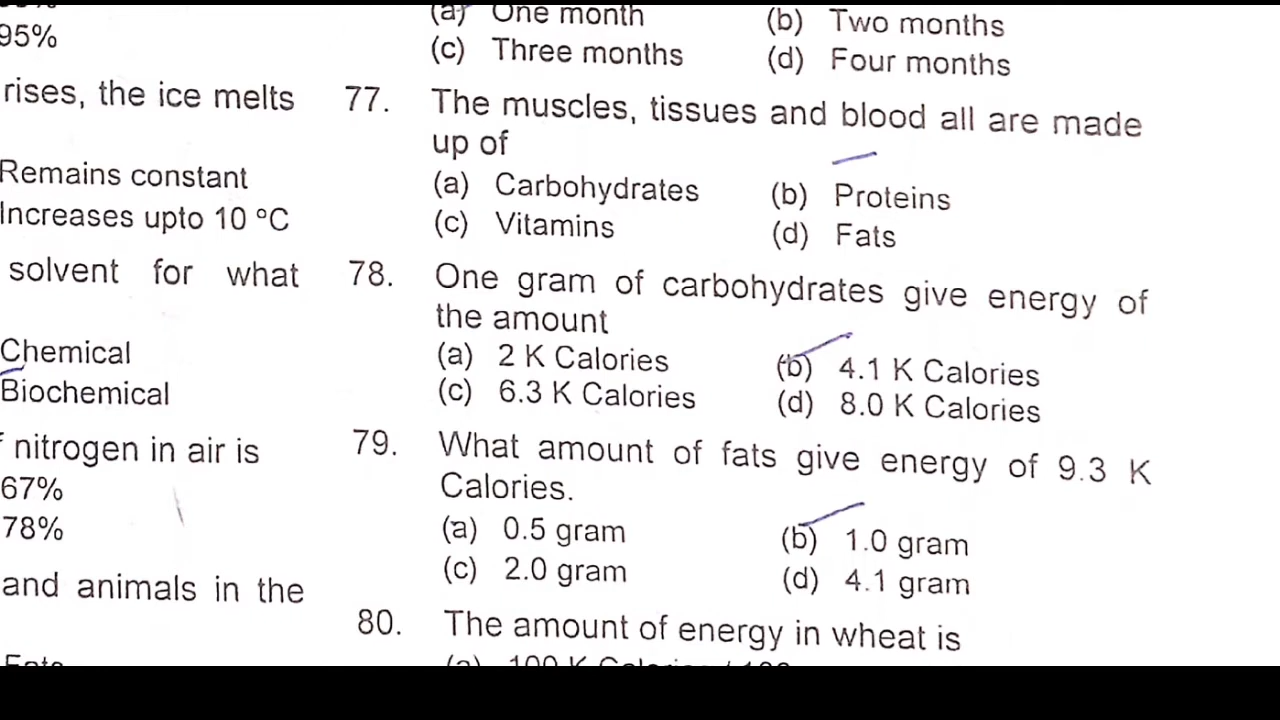 95%
rises, the ice melts
Remains constant
Increases upto 10 °C
solvent for what
Chemical
Biochemical
nitrogen in air is
67%
78%
and animals in the
(a) One month (b) Two months
(c) Three months (d) Four months
77. The muscles, tissues and blood all are made
up of
(a) Carbohydrates (b) Proteins
(c) Vitamins (d) Fats
78. One gram of carbohydrates give energy of
the amount
(a) 2 K Calories (b) 4.1 K Calories
(c) 6.3 K Calories (d) 8.0 K Calories
79. What amount of fats give energy of 9.3 K
Calories.
(a) 0.5 gram (b) 1.0 gram
(c) 2.0 gram (d) 4.1 gram
80. The amount of energy in wheat is